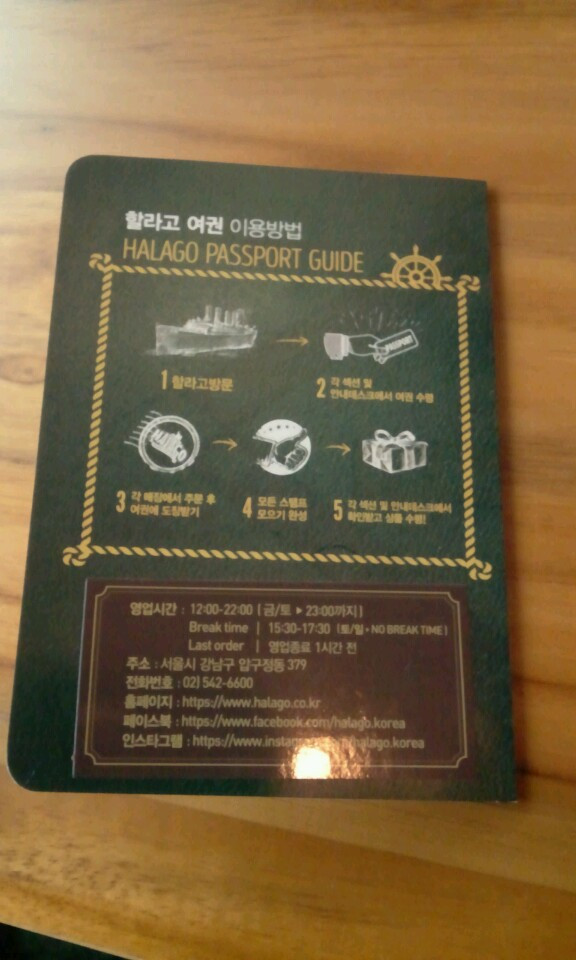 할라고 여권 이용방법
HALAGO PASSPORT GUIDE
PASSPORT
1 할라고방문
2 각 섹션 및
안내데스크에서 여권 수령
3 각 매장에서 주문 후
여권에 도장받기
4 모든 스탬프
모으기 완성
5 각 섹션 및 안내데스크에서
확인받고 심플 수령!
영업시간 : 12:00-22:00 ( 금/토 ▶ 23:00까지 )
Break time | 15:30-17:30 (토/일 • NO BREAK TIME)
Last order | 영업종료 1시간 전
주소 : 서울시 강남구 압구정동 379
전화번호 : 02) 542-6600
홈페이지 : https://www.halago.co.kr
페이스북 : https://www.facebook.com/halago.korea
인스타그램 : https://www.instagram.com/halago.korea